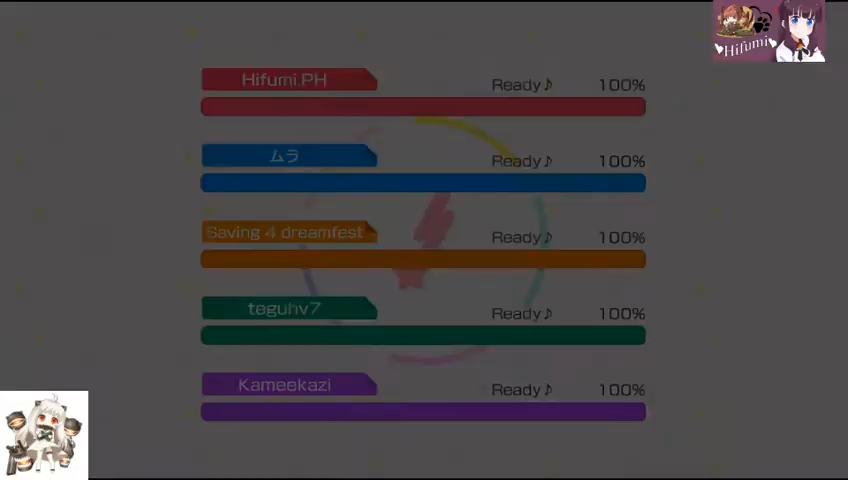 ♥Hifumi♥
Hifumi.PH Ready♪ 100%
ムラ Ready♪ 100%
Saving 4 dreamfest Ready♪ 100%
teguhv7 Ready♪ 100%
Kameekazi Ready♪ 100%